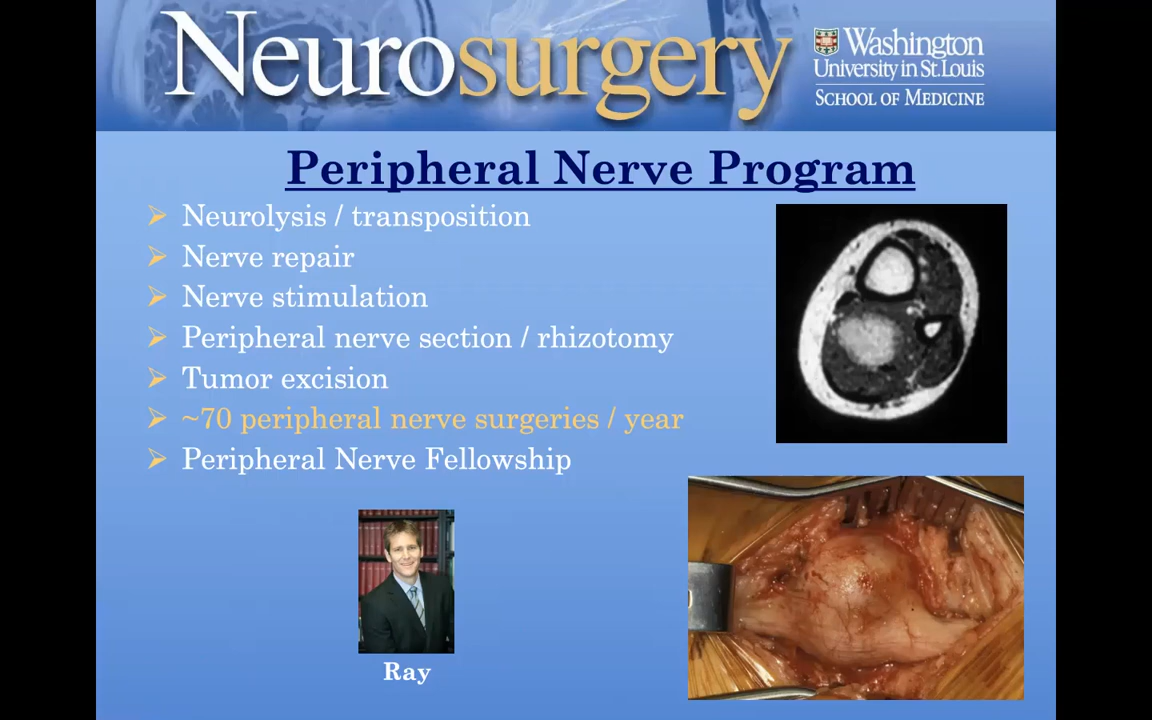 Neurosurgery
Washington
University in St. Louis
SCHOOL OF MEDICINE
Peripheral Nerve Program
Neurolysis / transposition
Nerve repair
Nerve stimulation
Peripheral nerve section / rhizotomy
Tumor excision
~70 peripheral nerve surgeries / year
Peripheral Nerve Fellowship
Ray